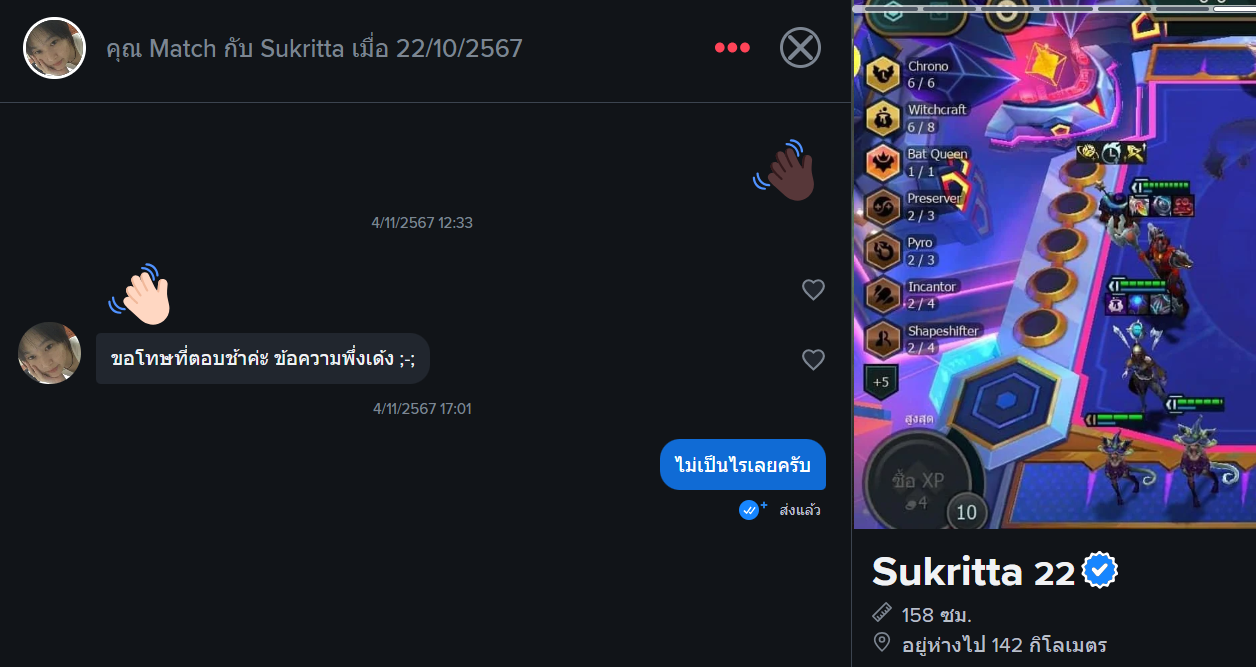 คุณ Match กับ Sukritta เมื่อ 22/10/2567
4/11/2567 12:33
ขอโทษที่ตอบช้าค่ะ ข้อความพึ่งเด้ง ;-;
4/11/2567 17:01
ไม่เป็นไรเลยครับ
ส่งแล้ว
Chrono
6 / 6
Witchcraft
6 / 8
Bat Queen
1 / 1
Preserver
2 / 3
Pyro
2 / 3
Incantor
2 / 4
Shapeshifter
2 / 4
+5
สูงสุด
ซื้อ XP
4
10
Sukritta 22
158 ซม.
อยู่ห่างไป 142 กิโลเมตร